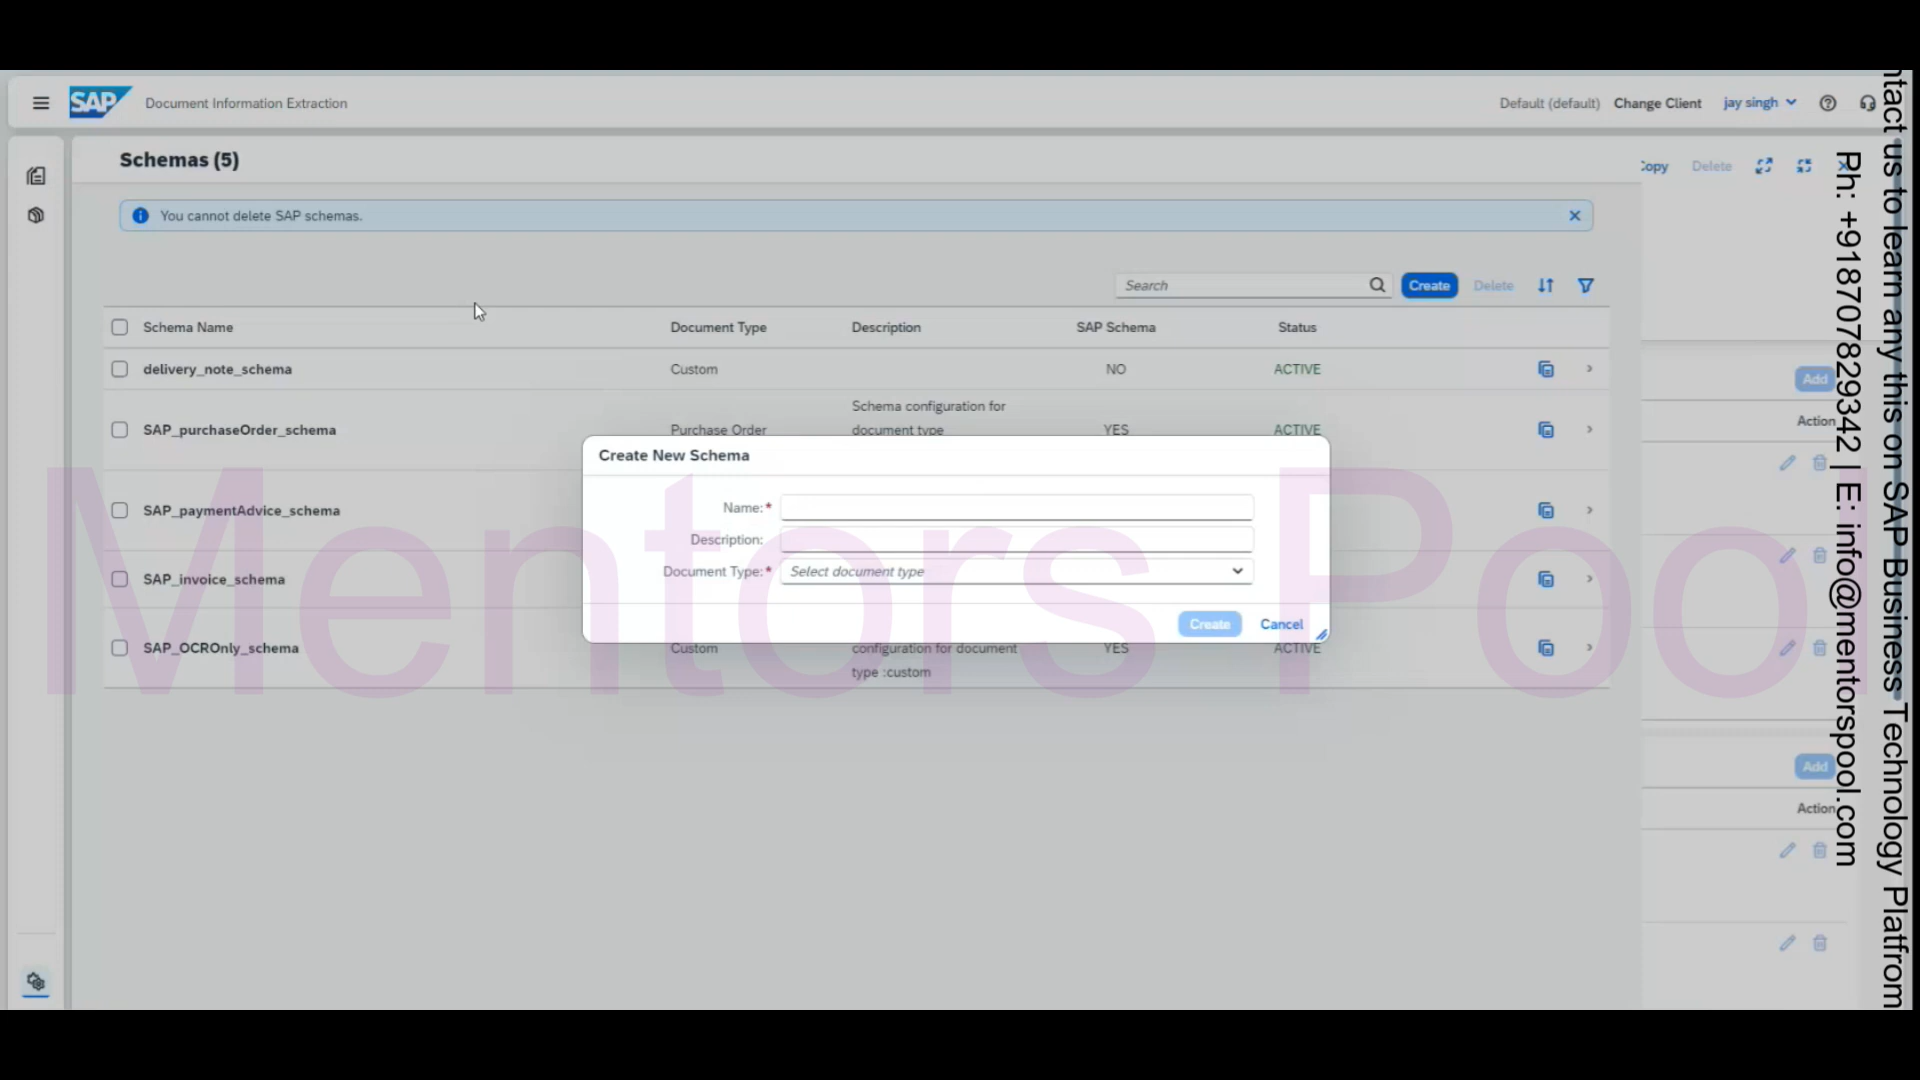 SAP Document Information Extraction Default (default) Change Client jay singh
Schemas (5)
Copy Delete
You cannot delete SAP schemas.
Search Create Delete
Schema Name Document Type Description SAP Schema Status
delivery_note_schema Custom NO ACTIVE
SAP_purchaseOrder_schema Purchase Order Schema configuration for document type YES ACTIVE
SAP_paymentAdvice_schema
SAP_invoice_schema
SAP_OCROnly_schema Custom configuration for document type :custom YES ACTIVE
Create New Schema
Name:*
Description:
Document Type:* Select document type
Create Cancel
Add
Action
Add
Action
Mentors Pool
ntact us to learn any this on SAP Business Technology Platfrom
Ph: +918707829342 | E: info@mentorspool.com